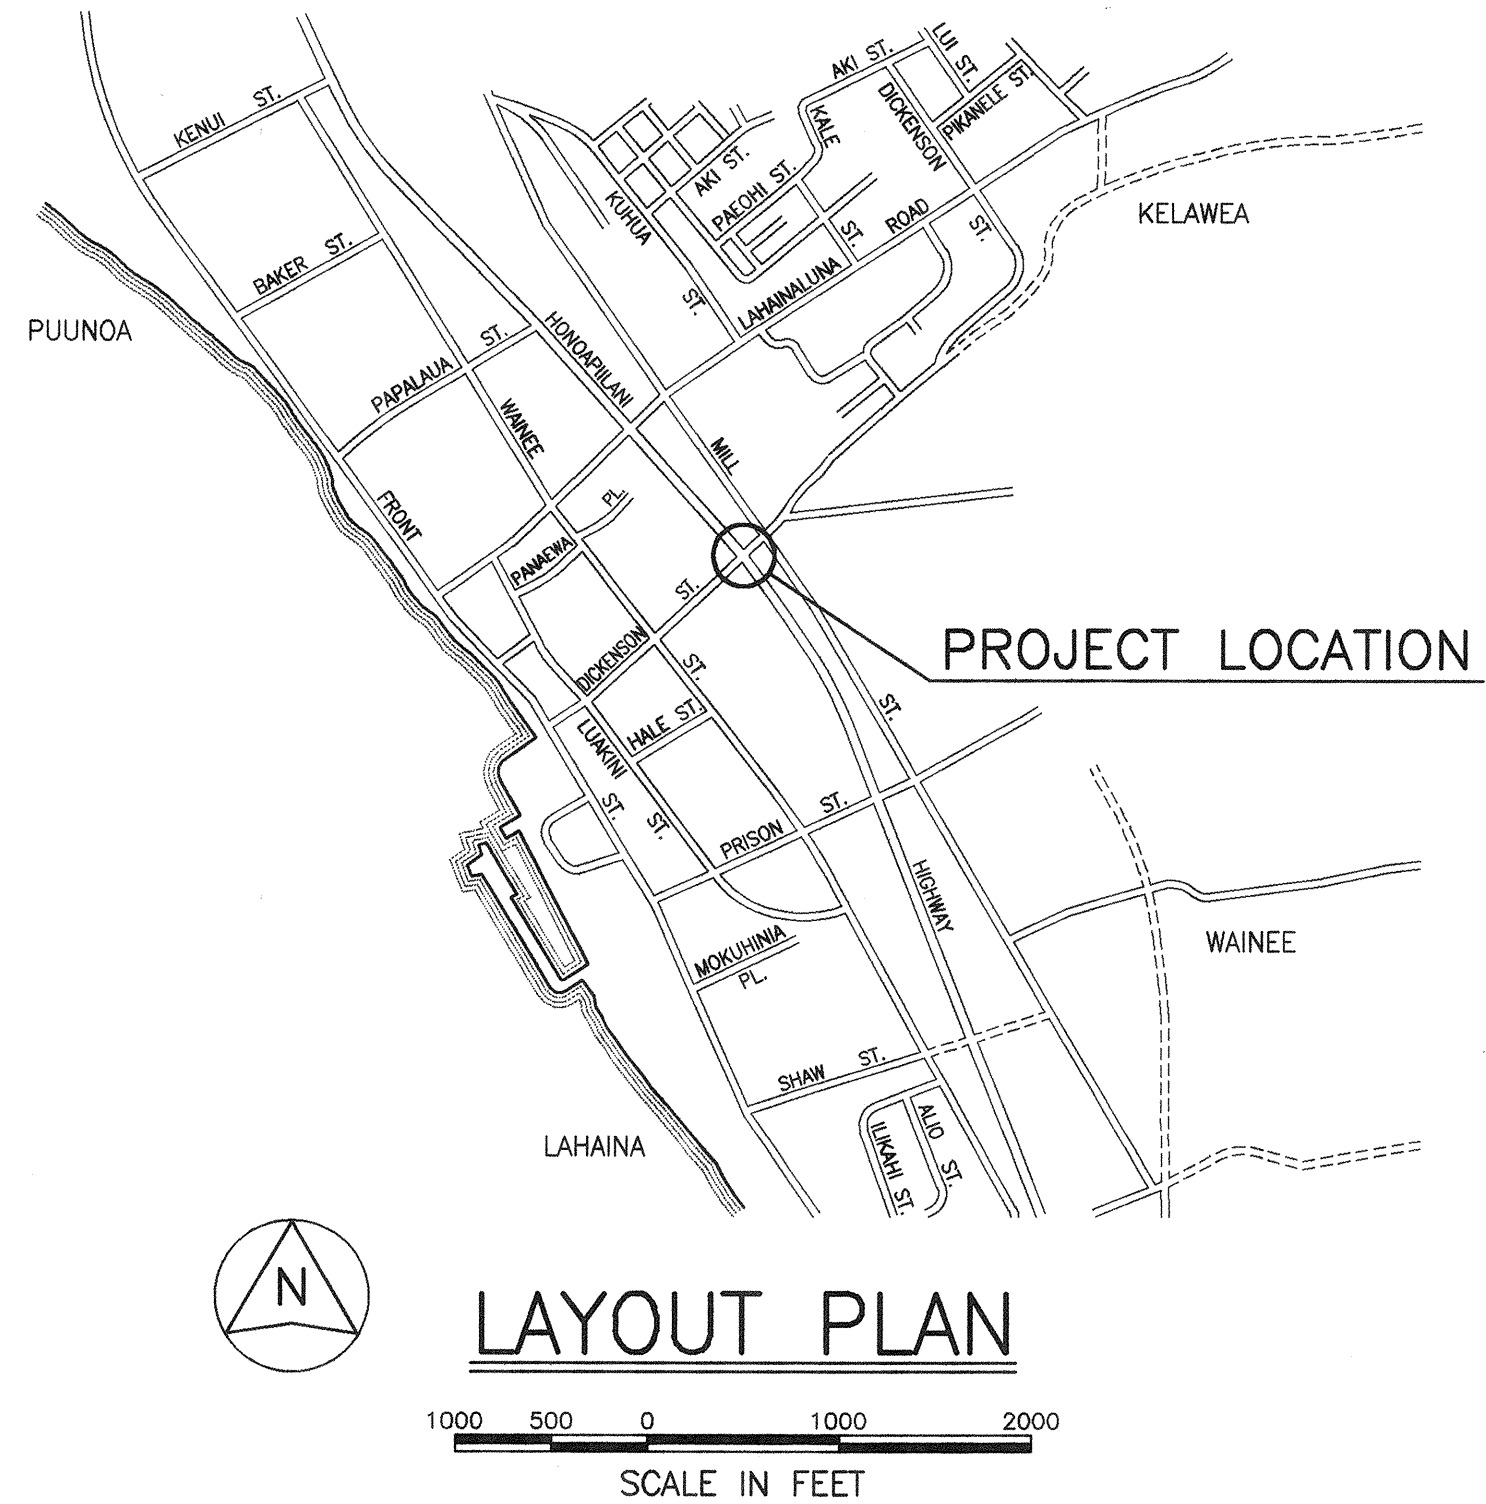 LUI ST.
AKI ST.
KENUI ST.
DICKENSON ST.
PIKANELE ST.
KALE ST.
AKI ST.
PAEOHI ST.
KUHUA ST.
KELAWEA
LAHAINALUNA ROAD
BAKER ST.
PUUNOA
HONOAPIILANI HIGHWAY
PAPALAUA ST.
WAINEE ST.
MILL ST.
FRONT ST.
PANAEWA PL.
DICKENSON ST.
PROJECT LOCATION
HALE ST.
LUAKINI ST.
PRISON ST.
WAINEE
MOKUHINIA PL.
SHAW ST.
ALIO ST.
ILIKAHI ST.
LAHAINA
N
LAYOUT PLAN
1000 500 0 1000 2000
SCALE IN FEET